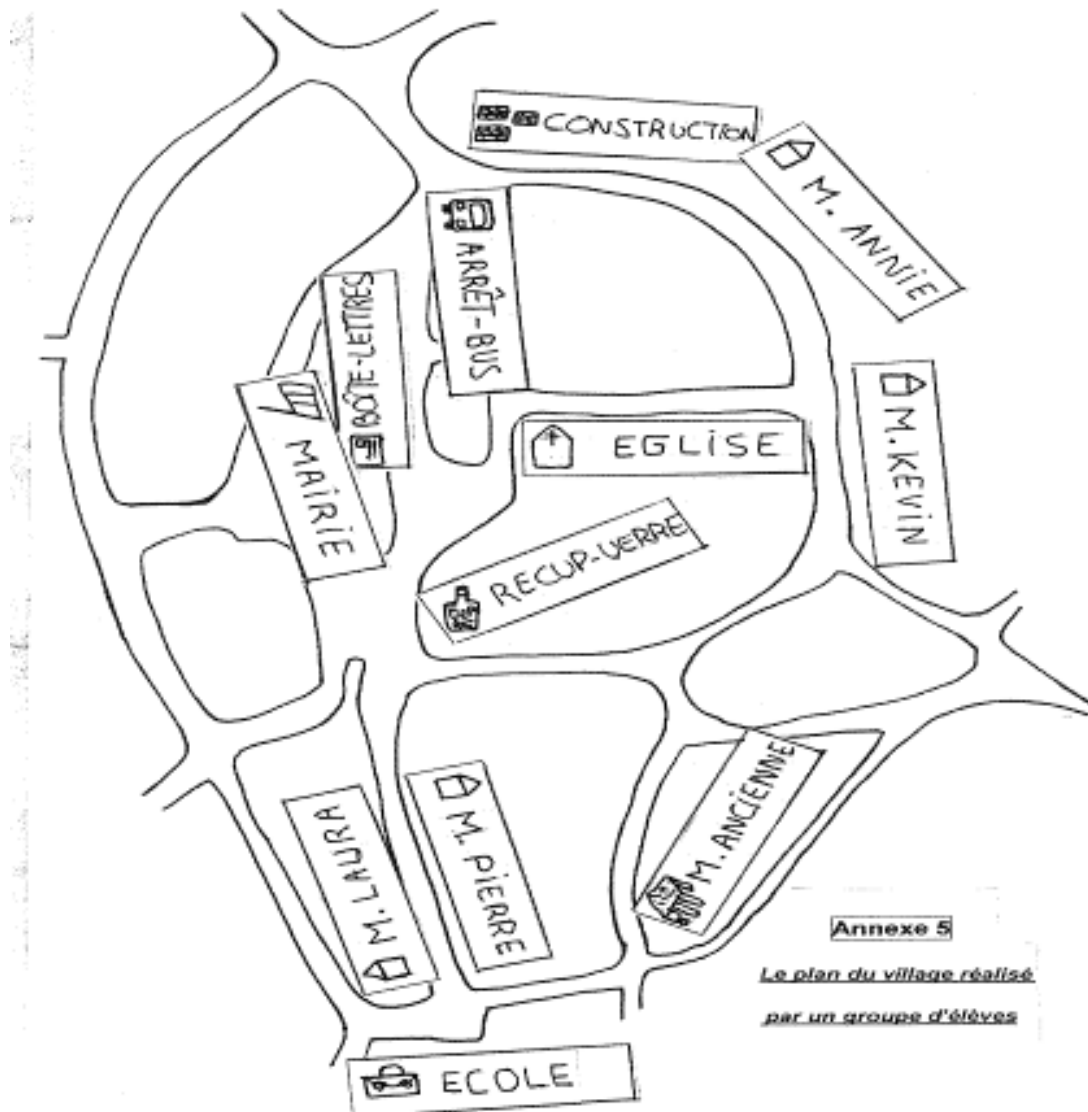 CONSTRUCTION
M. ANNIE
ARRÊT-BUS
BÔITE-LETTRES
MAIRIE
EGLISE
M. KEVIN
RECUP-VERRE
M. ANCIENNE
M. LAURA
M. PIERRE
Annexe 5
Le plan du village réalisé
par un groupe d'élèves
ECOLE